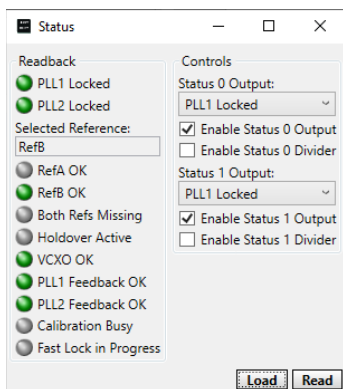 Status
Readback
PLL1 Locked
PLL2 Locked
Selected Reference:
RefB
RefA OK
RefB OK
Both Refs Missing
Holdover Active
VCXO OK
PLL1 Feedback OK
PLL2 Feedback OK
Calibration Busy
Fast Lock in Progress
Controls
Status 0 Output:
PLL1 Locked
Enable Status 0 Output
Enable Status 0 Divider
Status 1 Output:
PLL1 Locked
Enable Status 1 Output
Enable Status 1 Divider
Load Read